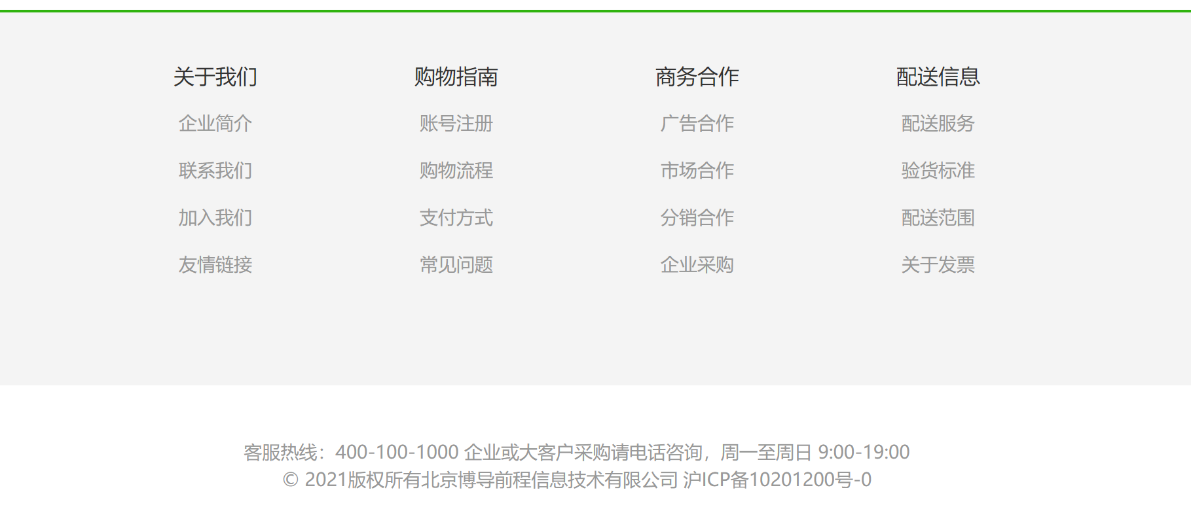 关于我们 购物指南 商务合作 配送信息
企业简介 账号注册 广告合作 配送服务
联系我们 购物流程 市场合作 验货标准
加入我们 支付方式 分销合作 配送范围
友情链接 常见问题 企业采购 关于发票
客服热线：400-100-1000 企业或大客户采购请电话咨询，周一至周日 9:00-19:00
© 2021版权所有北京博导前程信息技术有限公司 沪ICP备10201200号-0